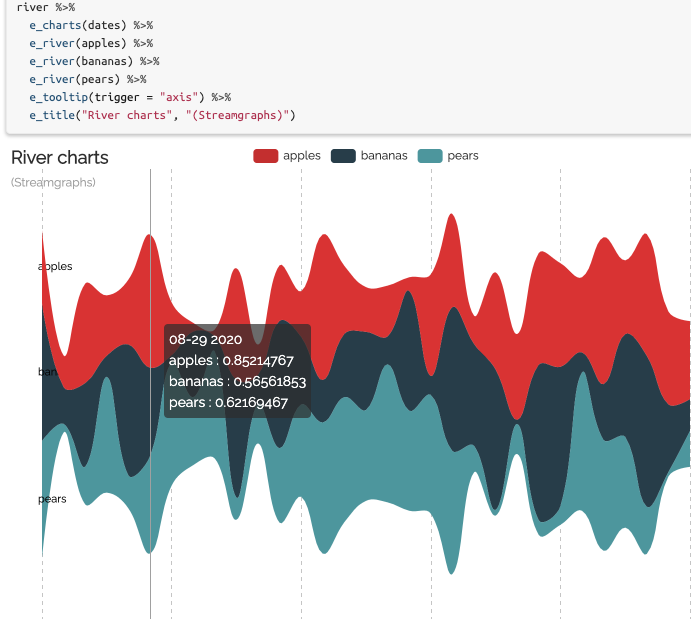 river %>%
  e_charts(dates) %>%
  e_river(apples) %>%
  e_river(bananas) %>%
  e_river(pears) %>%
  e_tooltip(trigger = "axis") %>%
  e_title("River charts", "(Streamgraphs)")
River charts
apples bananas pears
(Streamgraphs)
apples
08-29 2020
apples : 0.85214767
ban
bananas : 0.56561853
pears : 0.62169467
pears